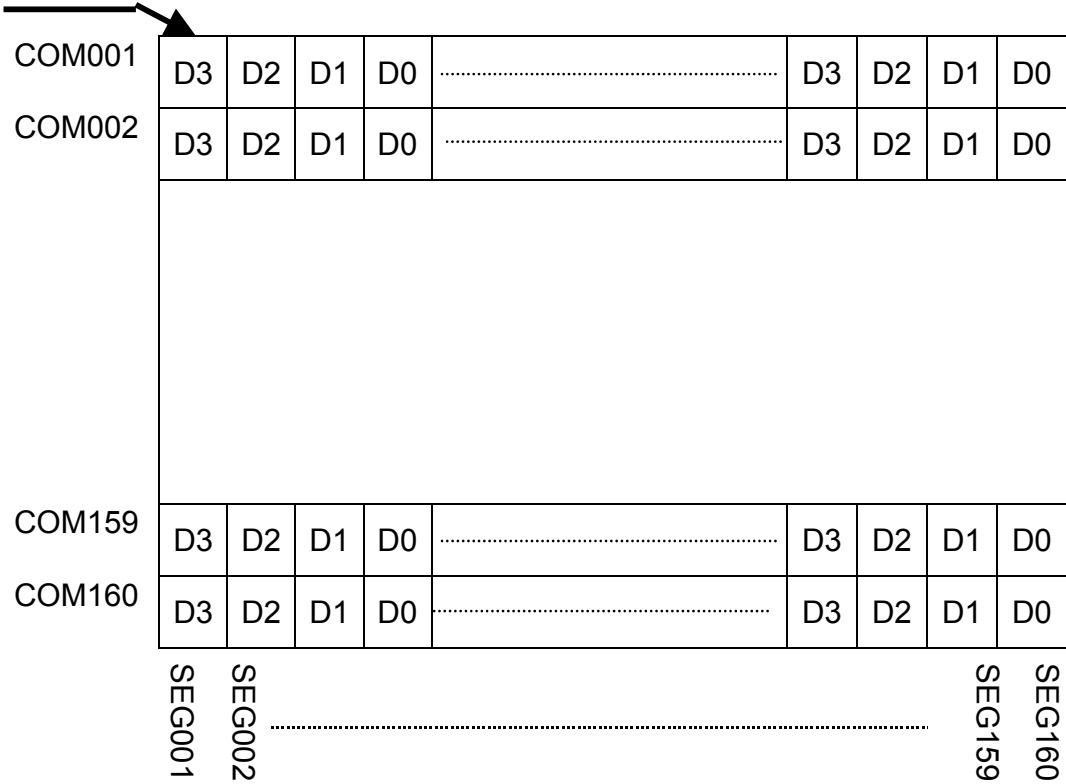 COM001 D3 D2 D1 D0 D3 D2 D1 D0
COM002 D3 D2 D1 D0 D3 D2 D1 D0
COM159 D3 D2 D1 D0 D3 D2 D1 D0
COM160 D3 D2 D1 D0 D3 D2 D1 D0
SEG001 SEG002 SEG159 SEG160